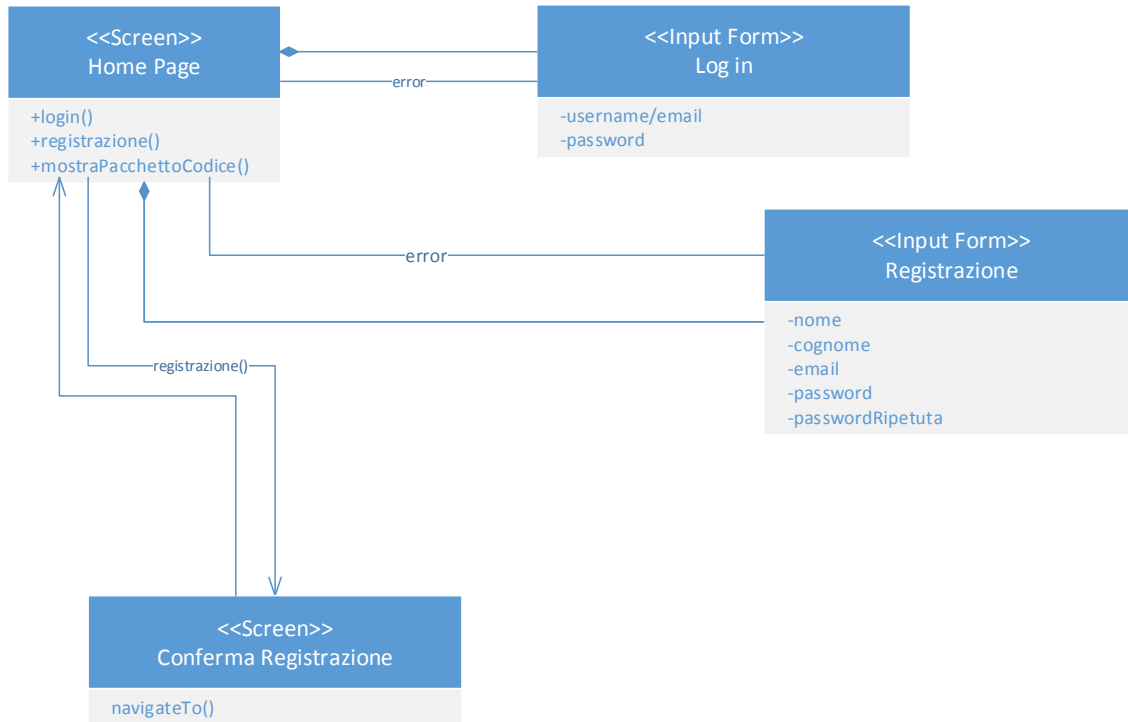 <<Screen>>
Home Page
+login()
+registrazione()
+mostraPacchettoCodice()
<<Input Form>>
Log in
-username/email
-password
error
<<Input Form>>
Registrazione
-nome
-cognome
-email
-password
-passwordRipetuta
error
registrazione()
<<Screen>>
Conferma Registrazione
navigateTo()